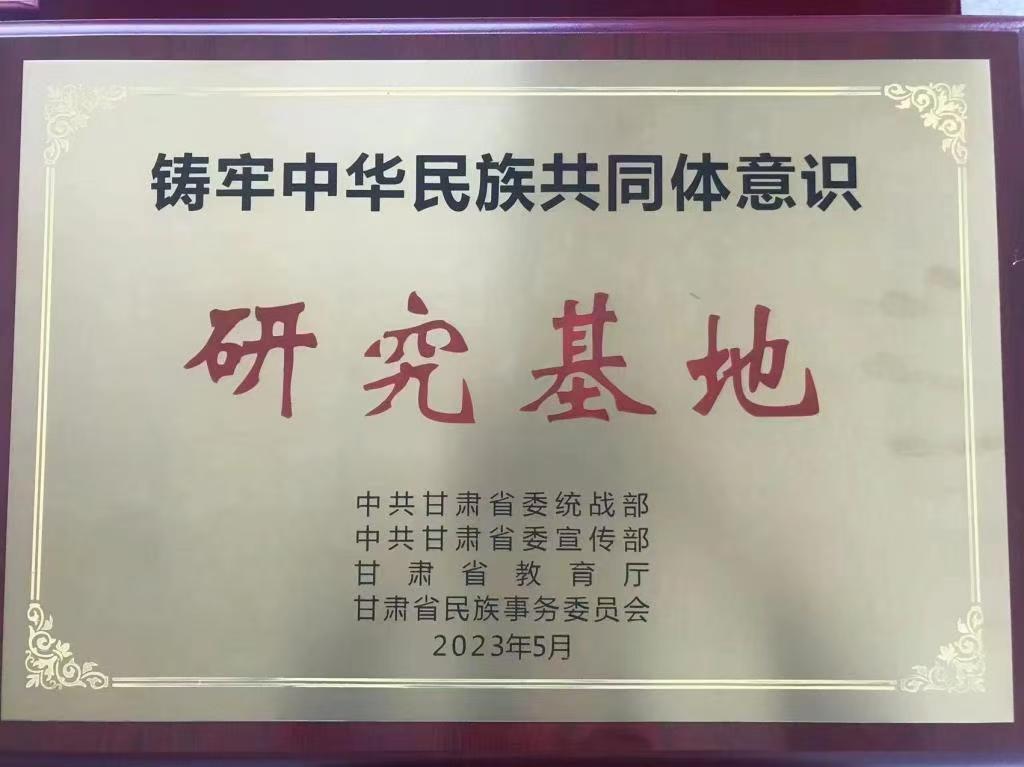 铸牢中华民族共同体意识
研究基地
中共甘肃省委统战部
中共甘肃省委宣传部
甘肃省教育厅
甘肃省民族事务委员会
2023年5月